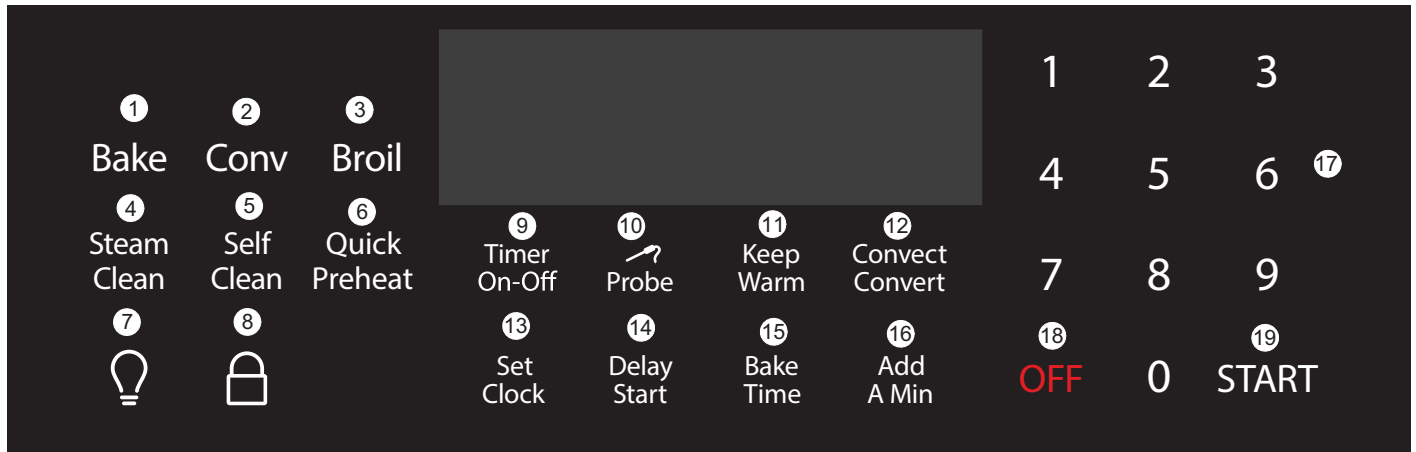 1 2 3
1 2 3
Bake Conv Broil
4 5 6 17
4 5 6
Steam Self Quick
Clean Clean Preheat
9 10 11 12
Timer Keep Convect
On-Off Probe Warm Convert
7 8 9
7 8
13 14 15 16 18 19
Set Delay Bake Add
Clock Start Time A Min
OFF 0 START